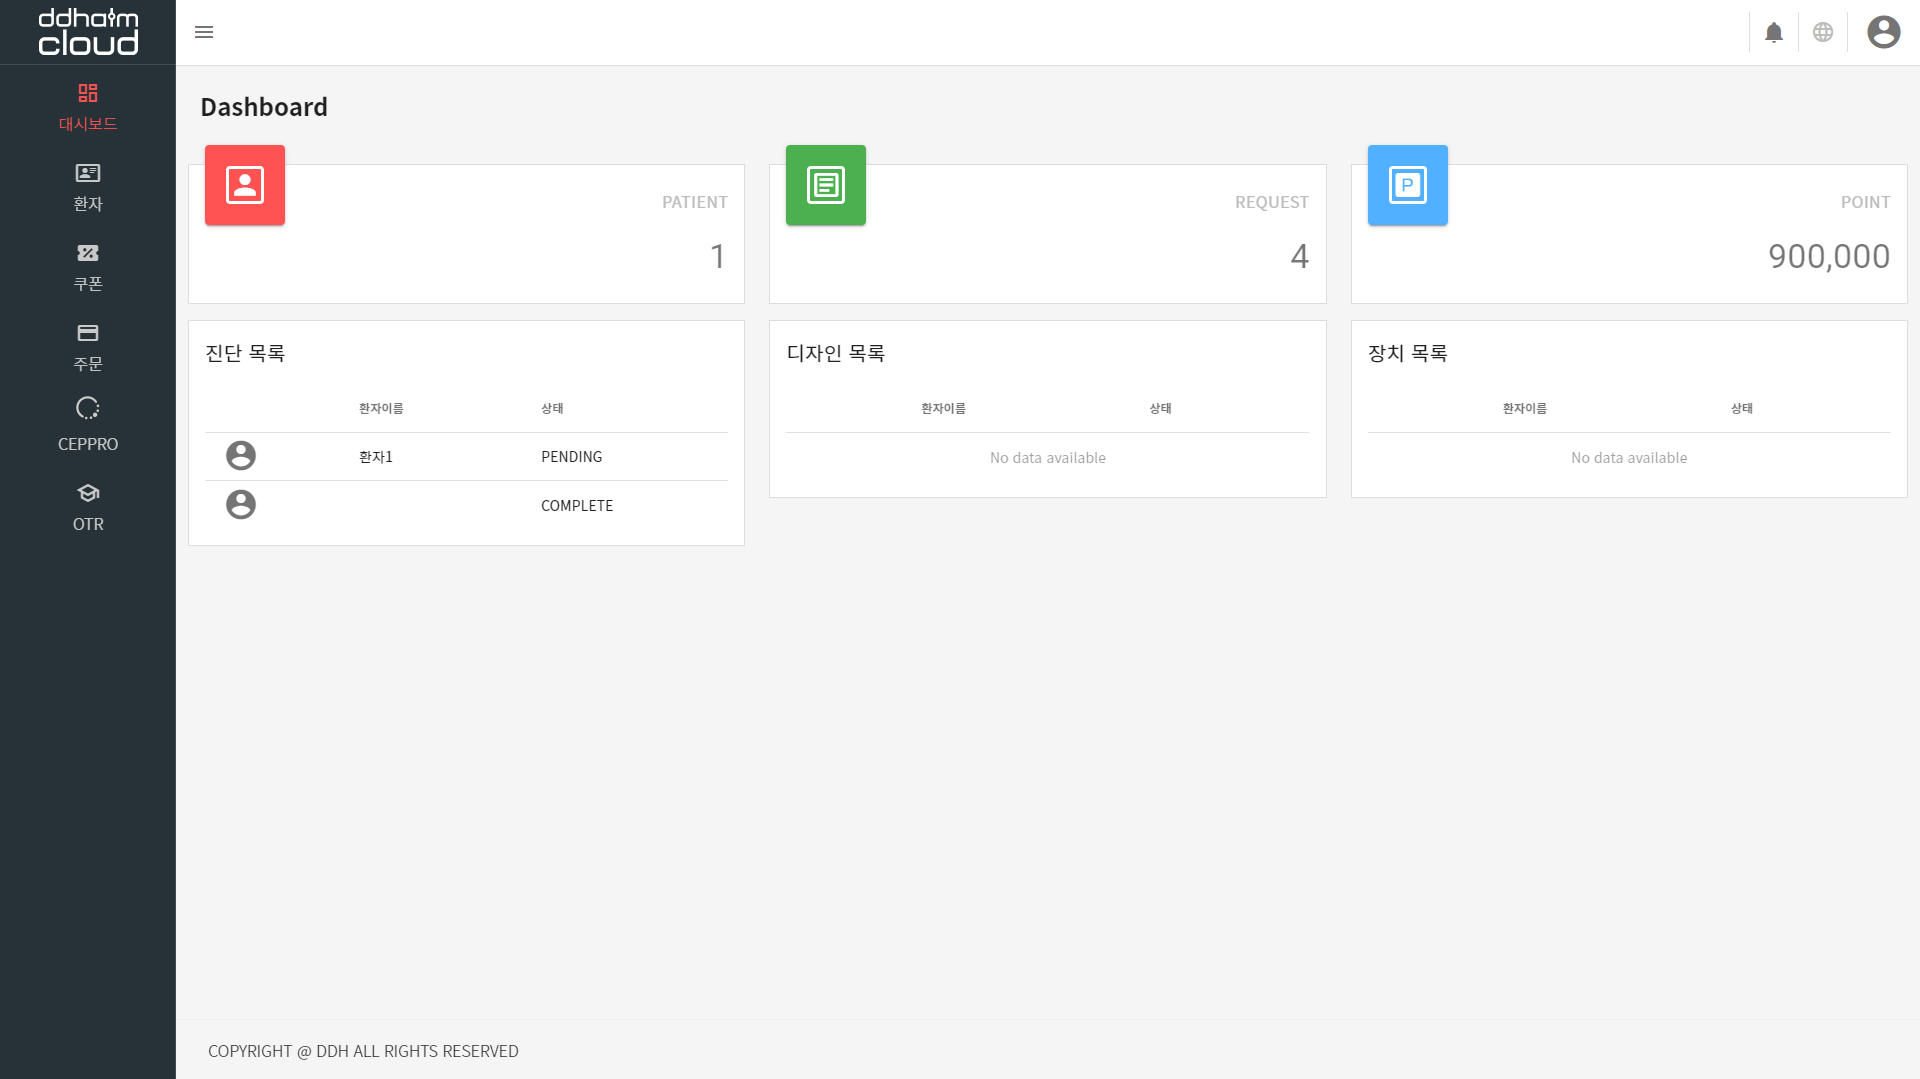 ddhaim
cloud
대시보드
환자
쿠폰
주문
CEPPRO
OTR
Dashboard
PATIENT
1
REQUEST
4
P
POINT
900,000
진단 목록
환자이름 상태
환자1 PENDING
COMPLETE
디자인 목록
환자이름 상태
No data available
장치 목록
환자이름 상태
No data available
COPYRIGHT @ DDH ALL RIGHTS RESERVED